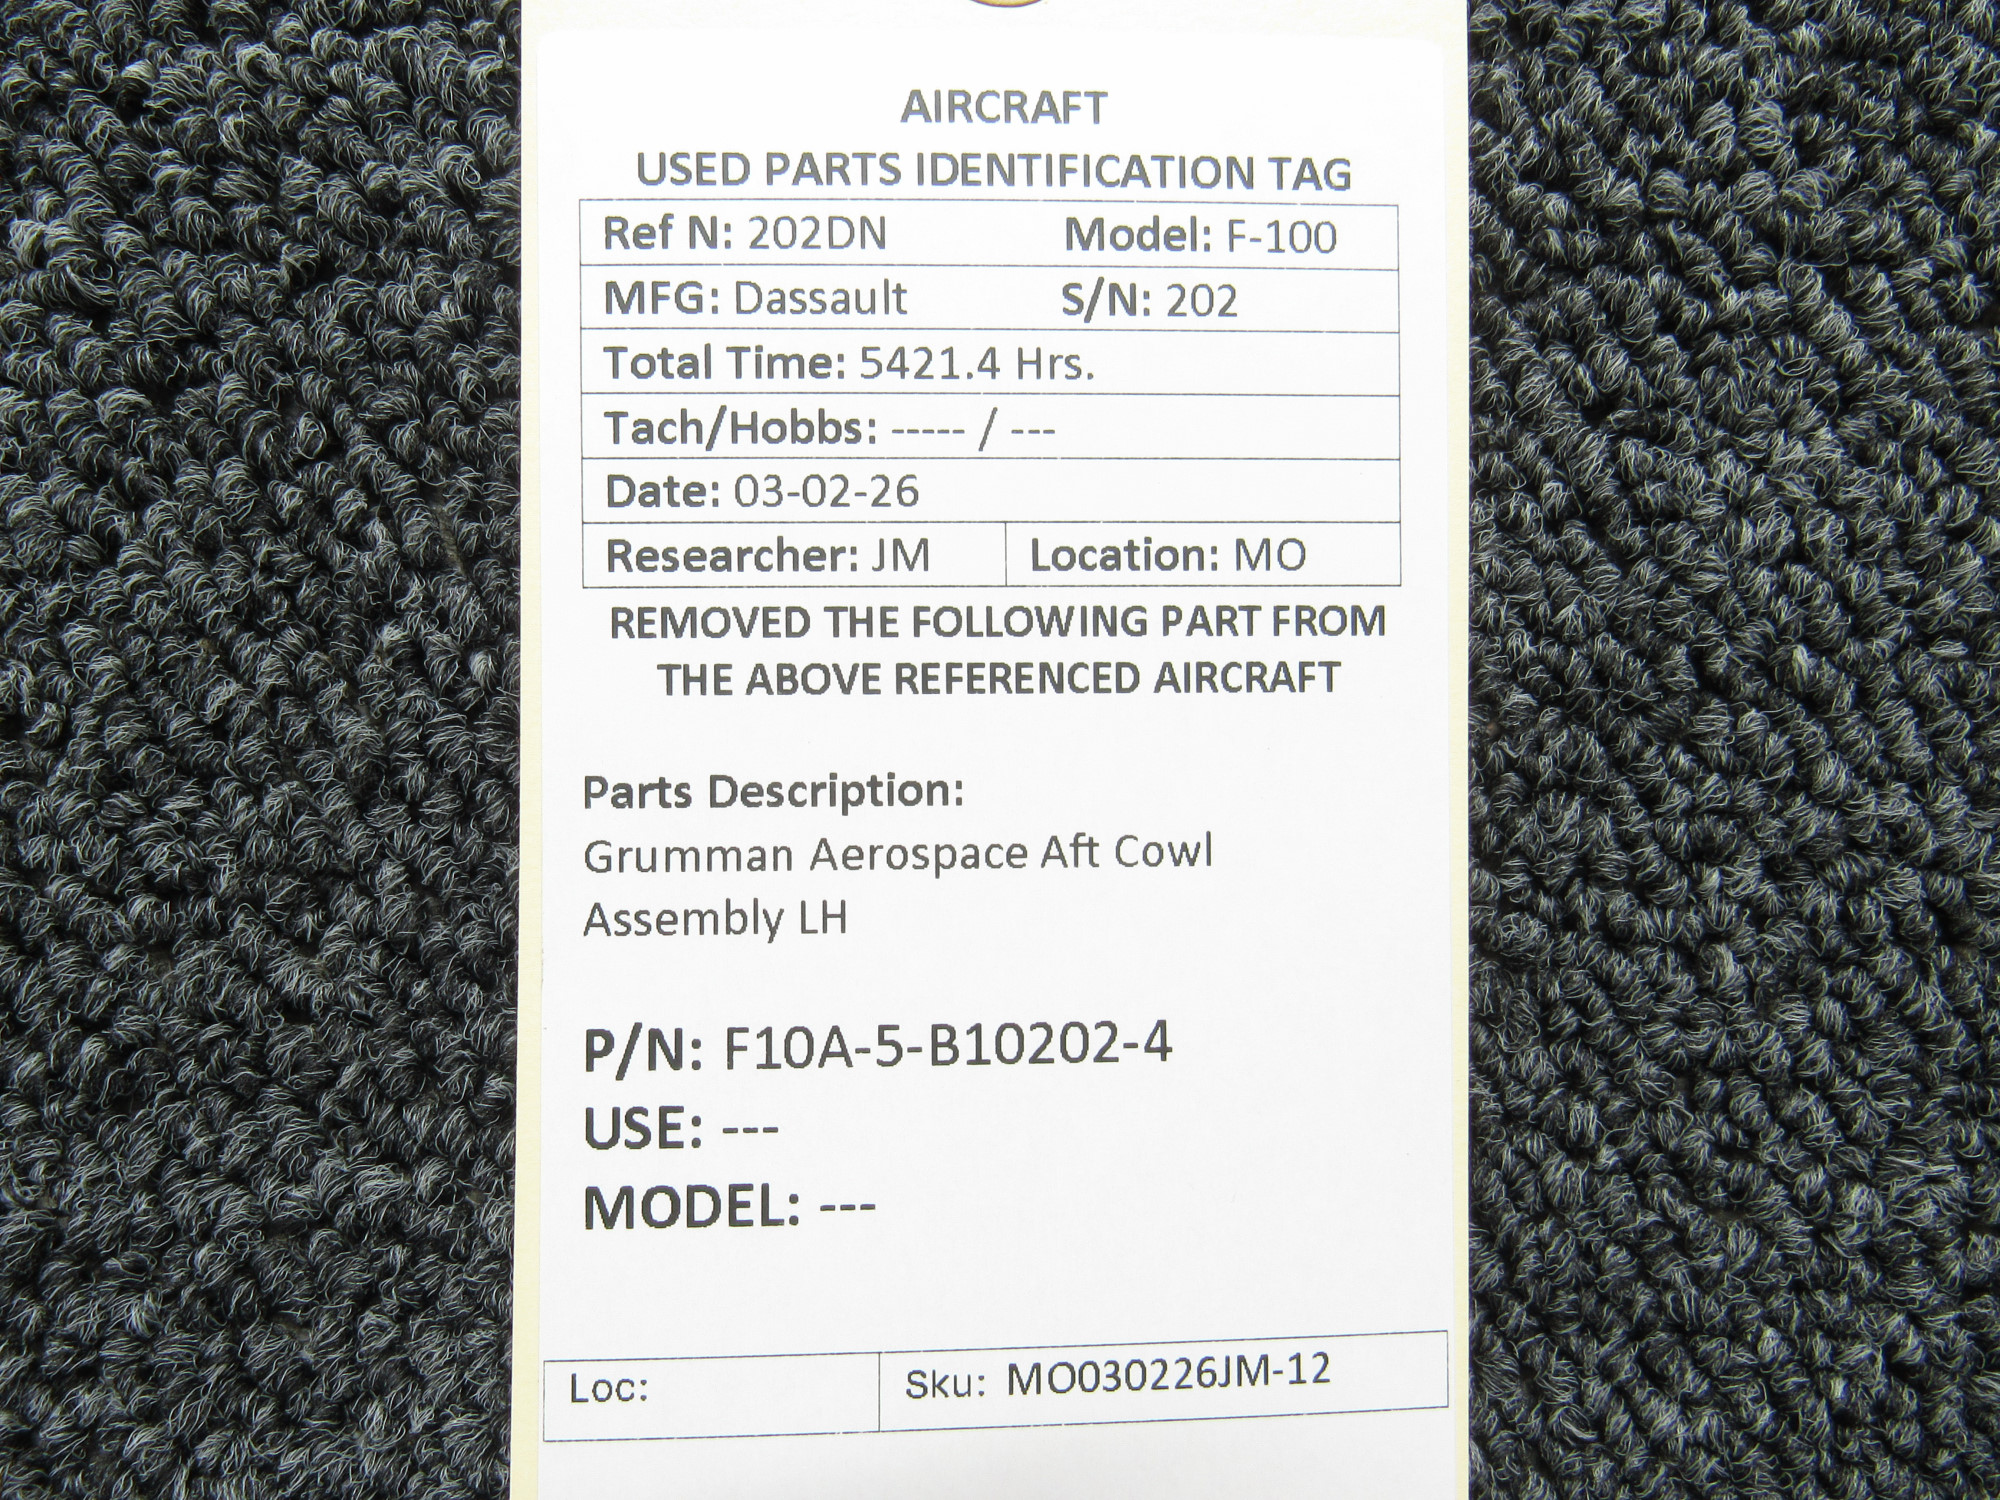 AIRCRAFT
USED PARTS IDENTIFICATION TAG
Ref N: 202DN Model: F-100
MFG: Dassault S/N: 202
Total Time: 5421.4 Hrs.
Tach/Hobbs: ----- / ---
Date: 03-02-26
Researcher: JM Location: MO
REMOVED THE FOLLOWING PART FROM
THE ABOVE REFERENCED AIRCRAFT
Parts Description:
Grumman Aerospace Aft Cowl
Assembly LH
P/N: F10A-5-B10202-4
USE: ---
MODEL: ---
Loc: Sku: MO030226JM-12